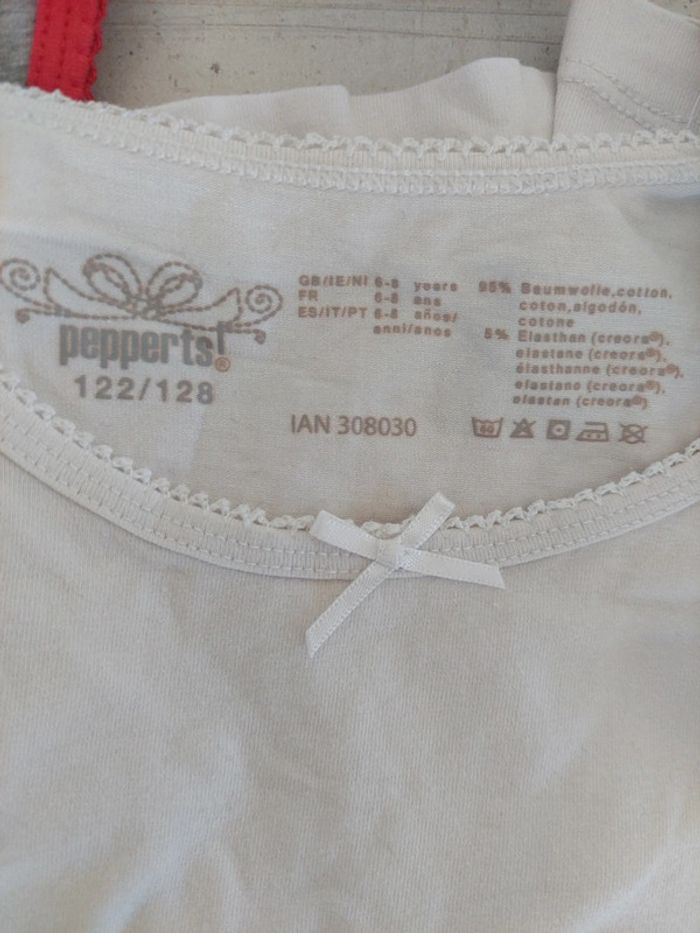 pepperts!®
122/128
GB/IE/NI 6-8 years
FR 6-8 ans
ES/IT/PT 6-8 años/
anni/anos
IAN 308030
95% Baumwolle,cotton,
coton,algodón,
cotone
5% Elasthan (creora®),
elastane (creora®),
élasthanne (creora®),
elastano (creora®),
elastan (creora®)
60